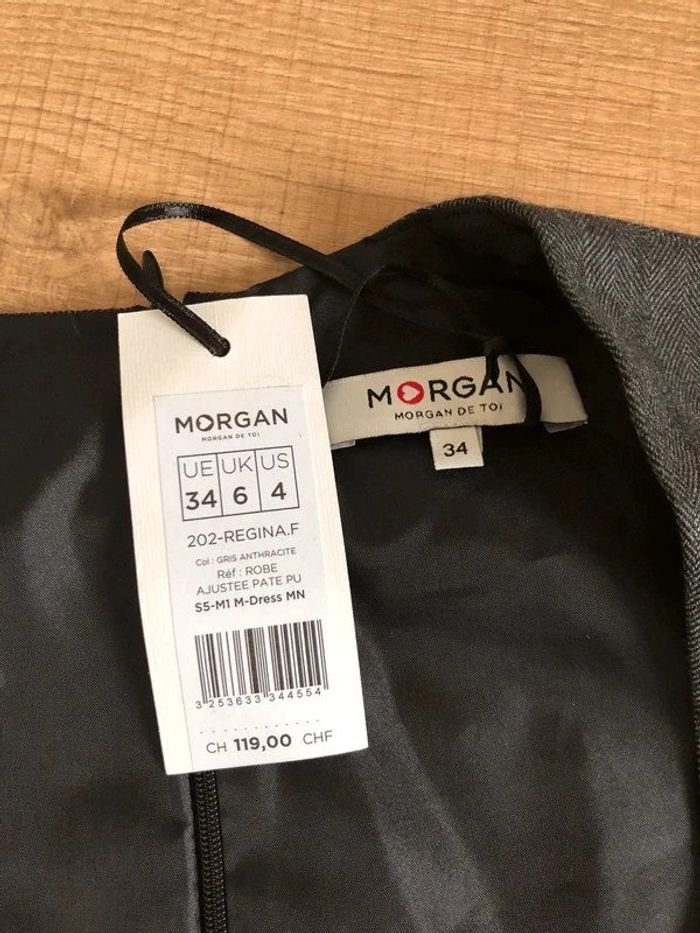 MORGAN
MORGAN DE TOI
UE UK US
34 6 4
202-REGINA.F
Col : GRIS ANTHRACITE
Réf : ROBE
AJUSTEE PATE PU
S5-M1 M-Dress MN
3 253633 344554
CH 119,00 CHF
MORGAN
MORGAN DE TOI
34